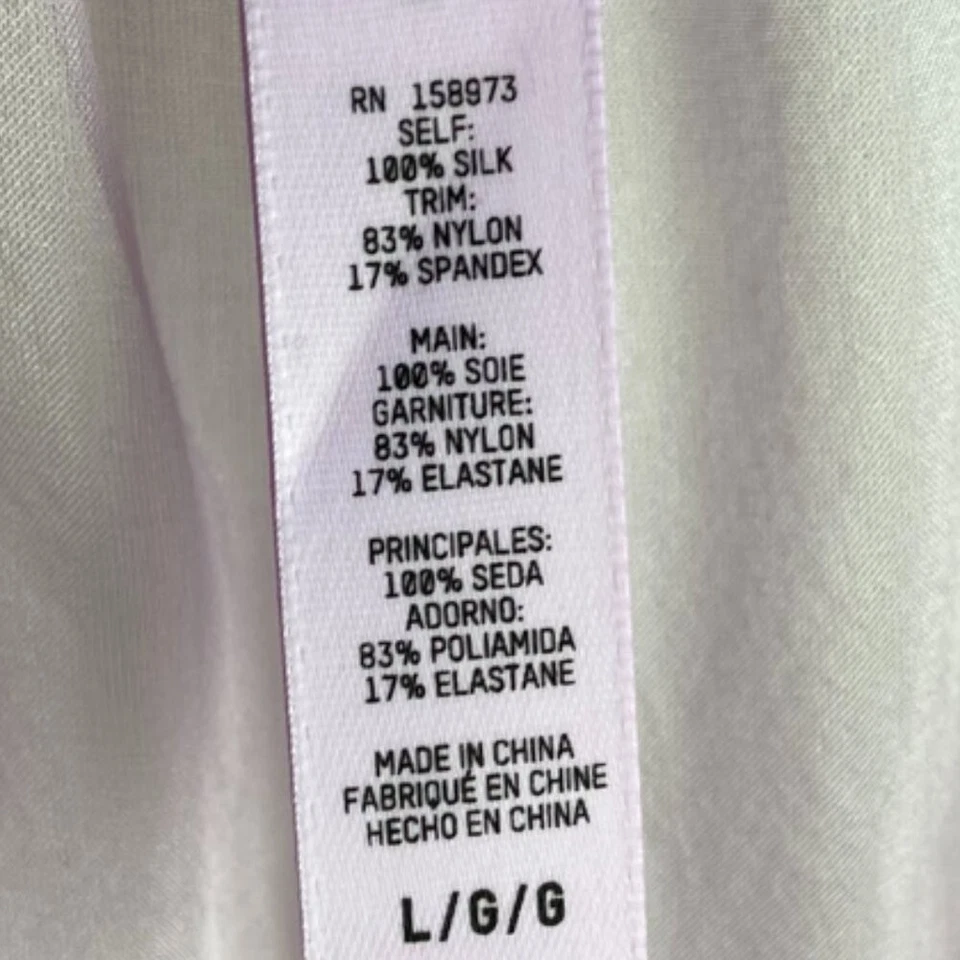 RN 158973
SELF:
100% SILK
TRIM:
83% NYLON
17% SPANDEX
MAIN:
100% SOIE
GARNITURE:
83% NYLON
17% ELASTANE
PRINCIPALES:
100% SEDA
ADORNO:
83% POLIAMIDA
17% ELASTANE
MADE IN CHINA
FABRIQUÉ EN CHINE
HECHO EN CHINA
L/G/G